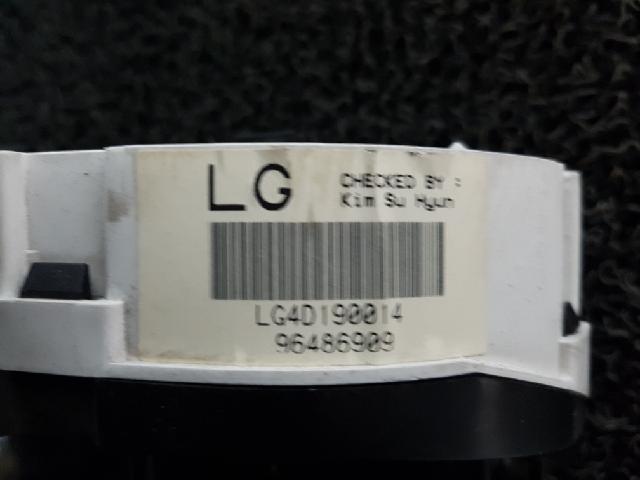 LG
CHECKED BY :
Kim Su Hyun
LG4D190014
96486909